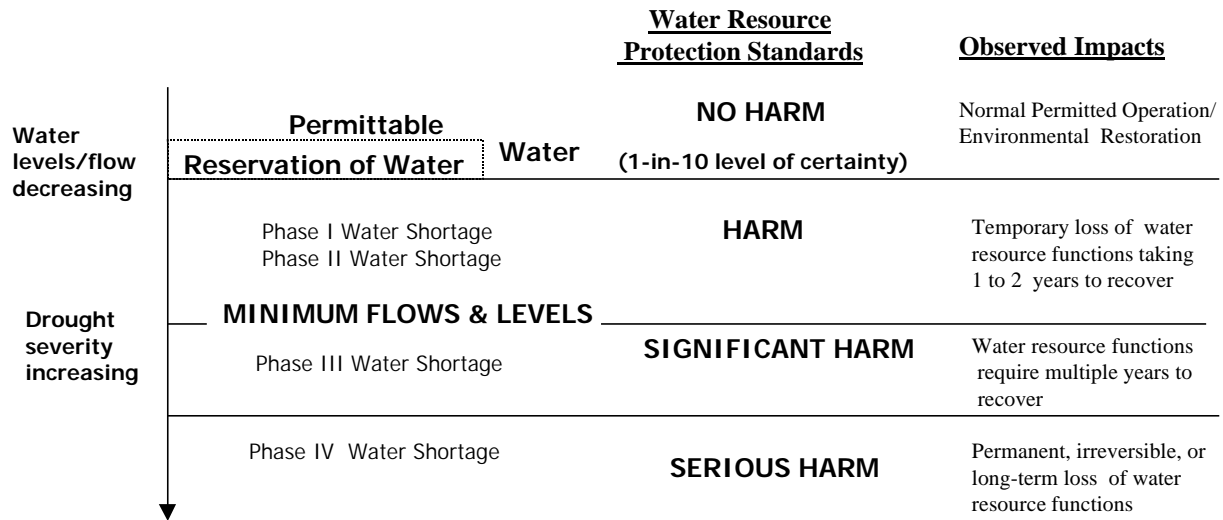 Water Resource
Protection Standards
Observed Impacts
Water
levels/flow
decreasing
Permittable
Reservation of Water
Water
NO HARM
(1-in-10 level of certainty)
Normal Permitted Operation/
Environmental Restoration
Phase I Water Shortage
Phase II Water Shortage
HARM
Temporary loss of water
resource functions taking
1 to 2 years to recover
Drought
severity
increasing
MINIMUM FLOWS & LEVELS
Phase III Water Shortage
SIGNIFICANT HARM
Water resource functions
require multiple years to
recover
Phase IV Water Shortage
SERIOUS HARM
Permanent, irreversible, or
long-term loss of water
resource functions